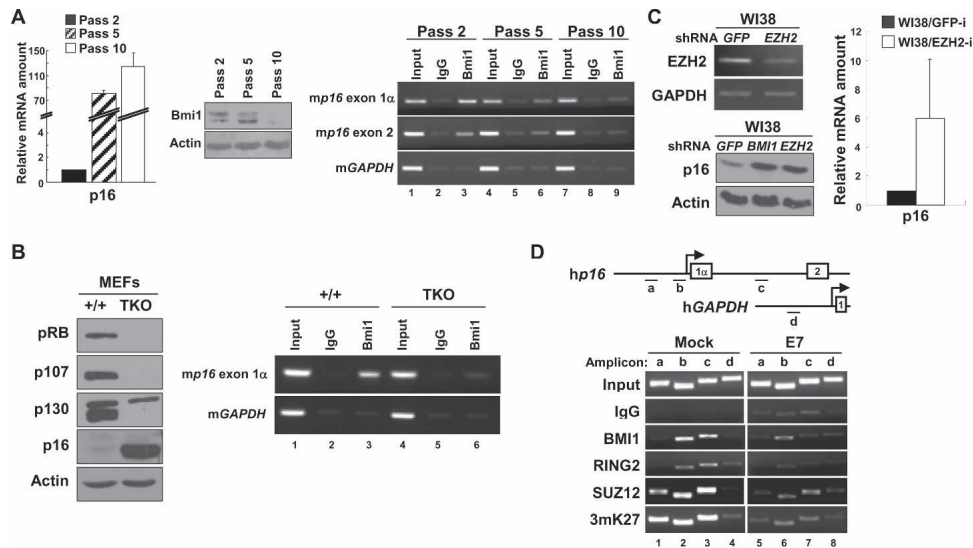 A
Pass 2
Pass 5
Pass 10
Relative mRNA amount
150
110
70
4
2
1
0
p16
Pass 2
Pass 5
Pass 10
Bmi1
Actin
Pass 2 Pass 5 Pass 10
Input IgG Bmi1 Input IgG Bmi1 Input IgG Bmi1
mp16 exon 1α
mp16 exon 2
mGAPDH
1 2 3 4 5 6 7 8 9
C
WI38
shRNA GFP EZH2
EZH2
GAPDH
WI38
shRNA GFP BMI1 EZH2
p16
Actin
WI38/GFP-i
WI38/EZH2-i
Relative mRNA amount
12
10
8
6
4
2
0
p16
B
MEFs
+/+ TKO
pRB
p107
p130
p16
Actin
+/+ TKO
Input IgG Bmi1 Input IgG Bmi1
mp16 exon 1α
mGAPDH
1 2 3 4 5 6
D
hp16 1α 2
a b c
hGAPDH 1
d
Mock E7
Amplicon: a b c d a b c d
Input
IgG
BMI1
RING2
SUZ12
3mK27
1 2 3 4 5 6 7 8